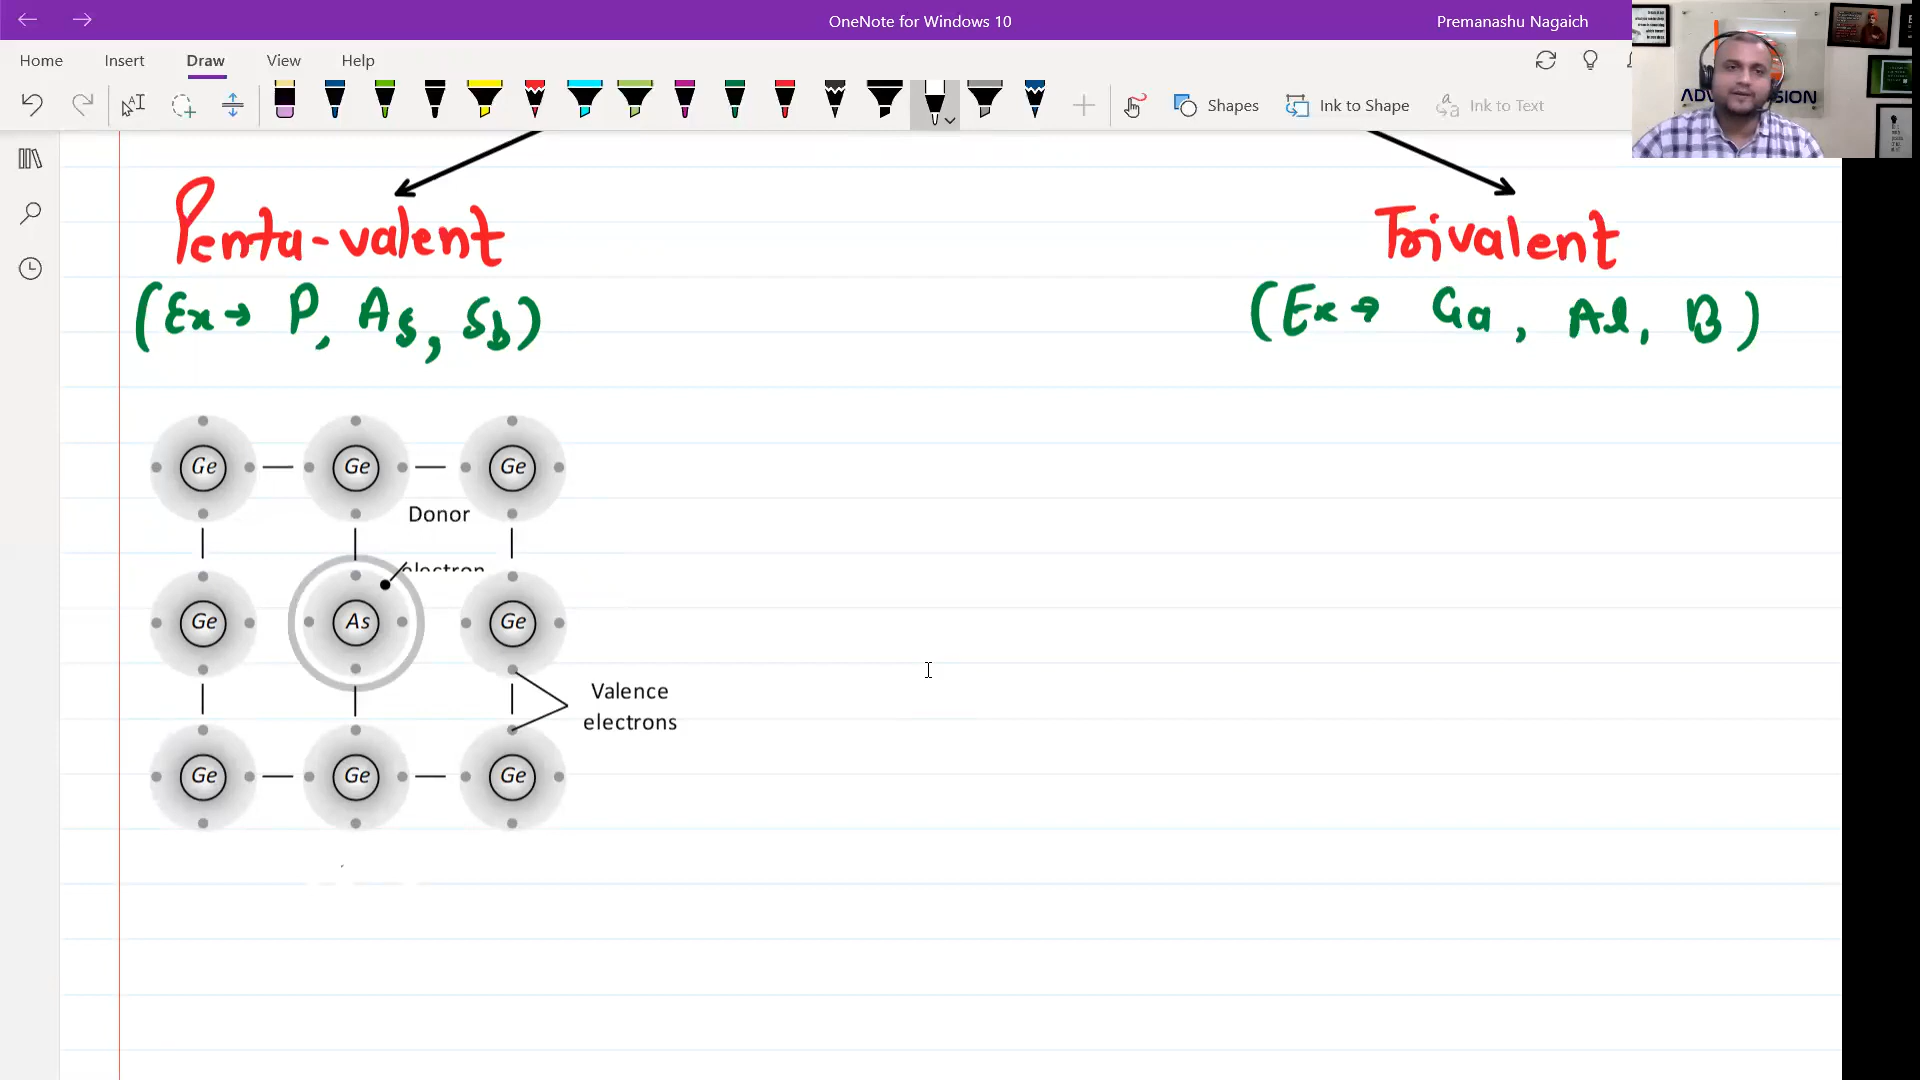 OneNote for Windows 10
Premanashu Nagaich
Home Insert Draw View Help
Shapes Ink to Shape Ink to Text
Penta-valent
Trivalent
(Ex → P, As, Sb)
(Ex → Ga, Al, B)
Ge Ge Ge
Donor
electron
Ge As Ge
Valence
electrons
Ge Ge Ge